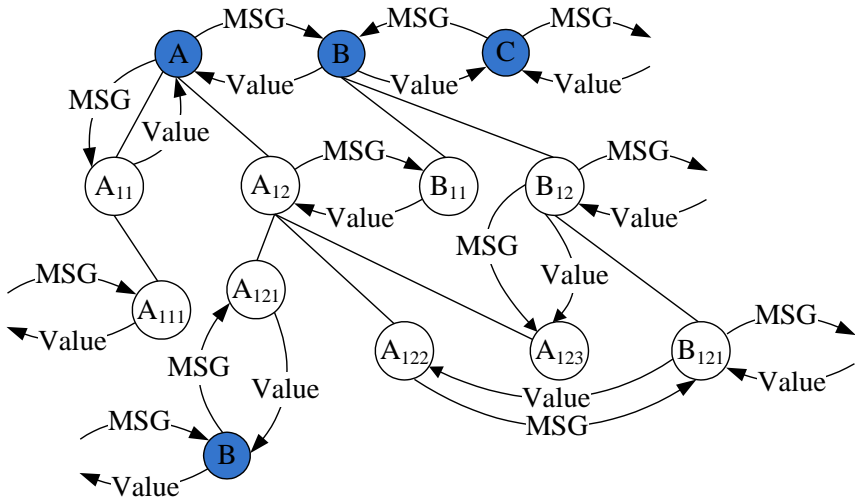 MSG MSG MSG
A B C
Value Value Value
MSG
Value
MSG MSG
A₁₁ A₁₂ B₁₁ B₁₂
Value Value
MSG
MSG Value
A₁₂₁
A₁₁₁ MSG
Value A₁₂₂ A₁₂₃ B₁₂₁
MSG Value Value Value
MSG MSG
B
Value